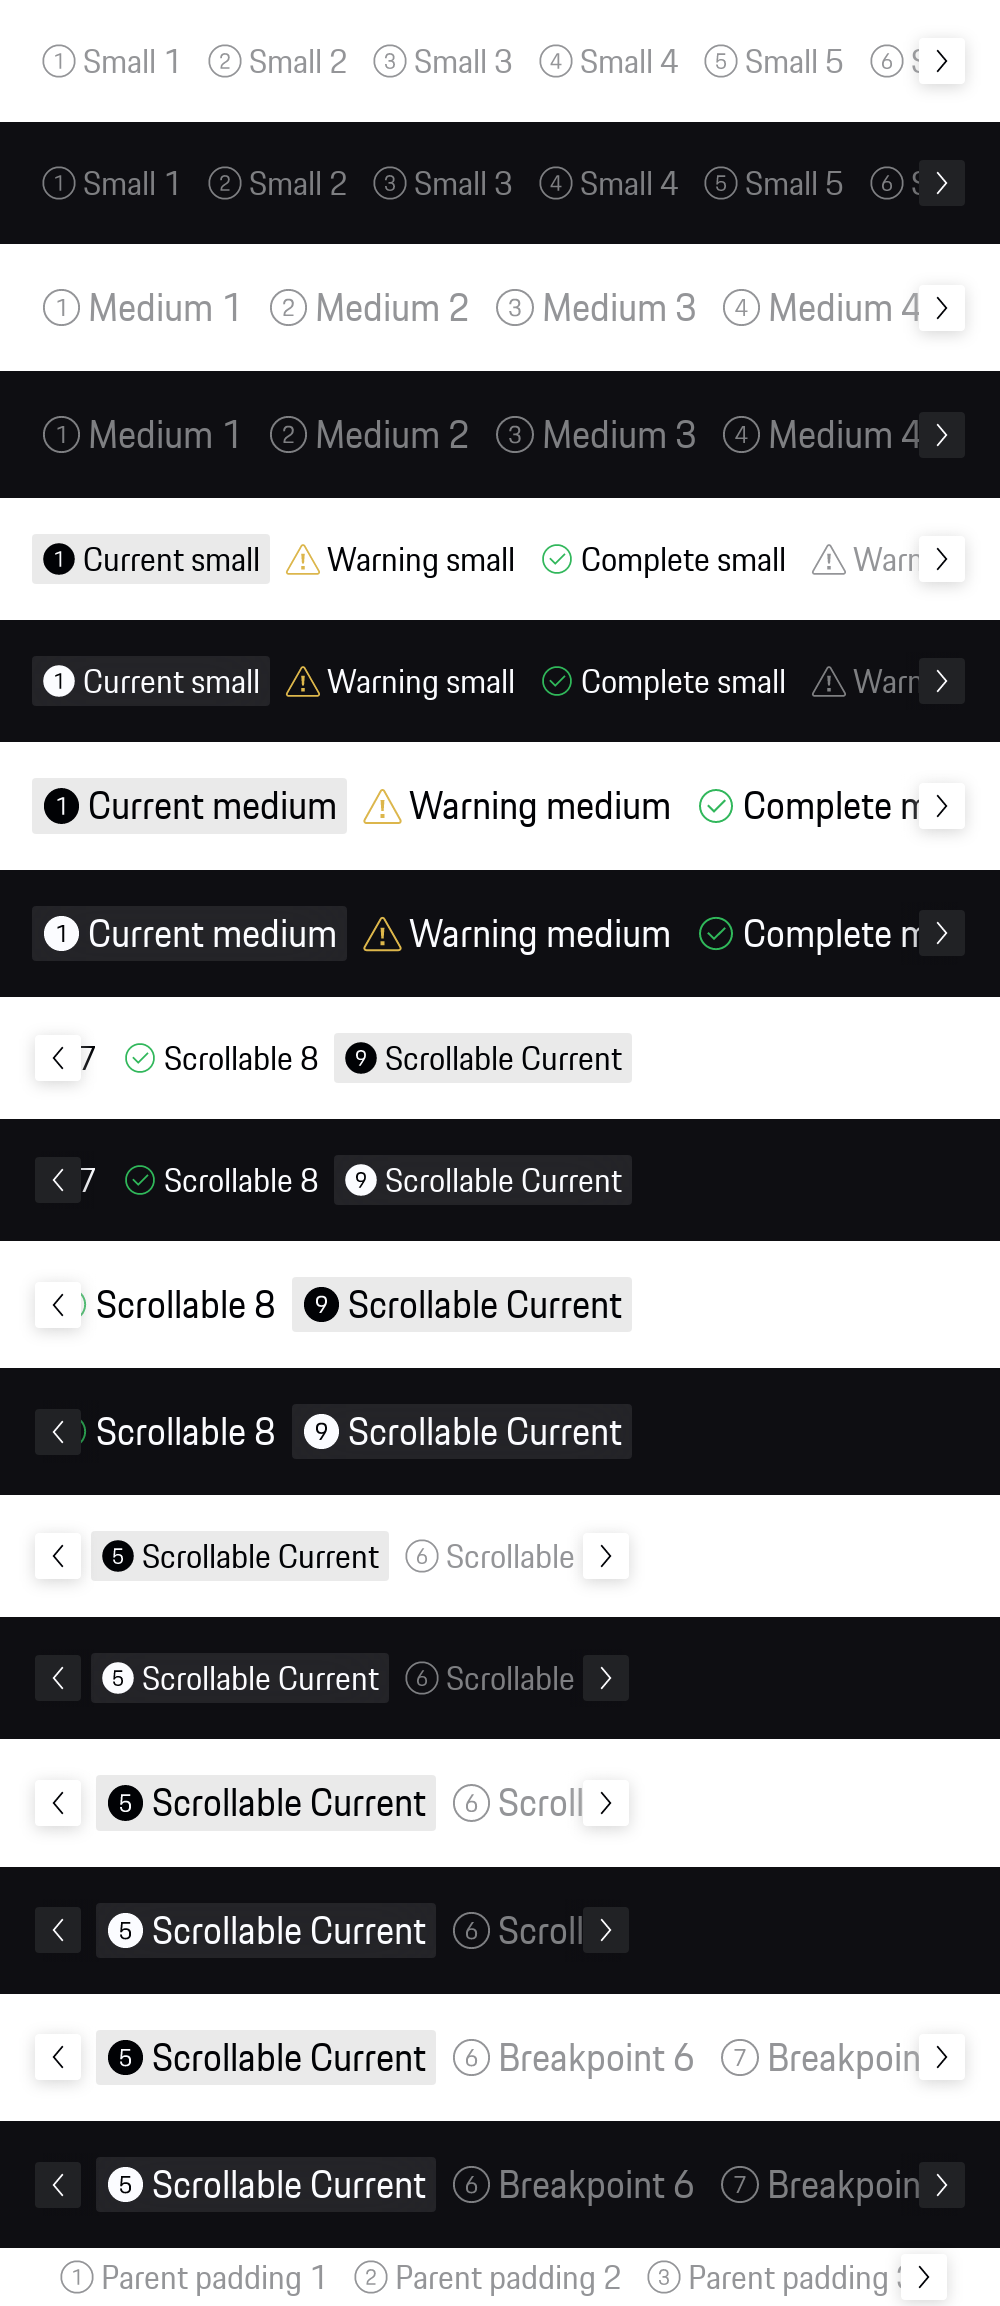 1 Small 1 2 Small 2 3 Small 3 4 Small 4 5 Small 5 6
1 Small 1 2 Small 2 3 Small 3 4 Small 4 5 Small 5 6
1 Medium 1 2 Medium 2 3 Medium 3 4 Medium 4
1 Medium 1 2 Medium 2 3 Medium 3 4 Medium 4
1 Current small Warning small Complete small Warn
1 Current small Warning small Complete small Warn
1 Current medium Warning medium Complete m
1 Current medium Warning medium Complete m
7 Scrollable 8 9 Scrollable Current
7 Scrollable 8 9 Scrollable Current
Scrollable 8 9 Scrollable Current
Scrollable 8 9 Scrollable Current
5 Scrollable Current 6 Scrollable
5 Scrollable Current 6 Scrollable
5 Scrollable Current 6 Scroll
5 Scrollable Current 6 Scroll
5 Scrollable Current 6 Breakpoint 6 7 Breakpoin
5 Scrollable Current 6 Breakpoint 6 7 Breakpoin
1 Parent padding 1 2 Parent padding 2 3 Parent padding